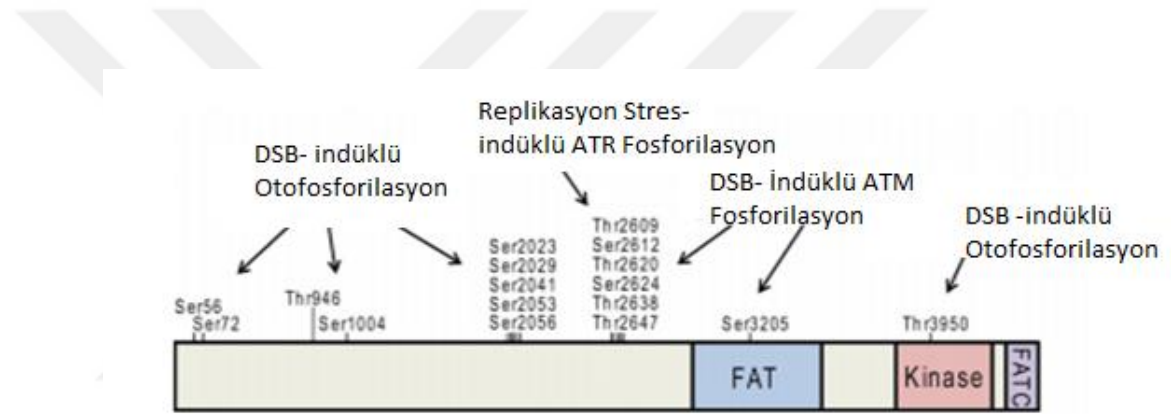 Replikasyon Stres-
indüklü ATR Fosforilasyon
DSB- indüklü
Otofosforilasyon
DSB- İndüklü ATM
Fosforilasyon
DSB -indüklü
Otofosforilasyon
Ser56
Ser72
Thr946
Ser1004
Ser2023
Ser2029
Ser2041
Ser2053
Ser2056
Thr2609
Ser2612
Thr2620
Ser2624
Thr2638
Thr2647
Ser3205
Thr3950
FAT
Kinase
FATC